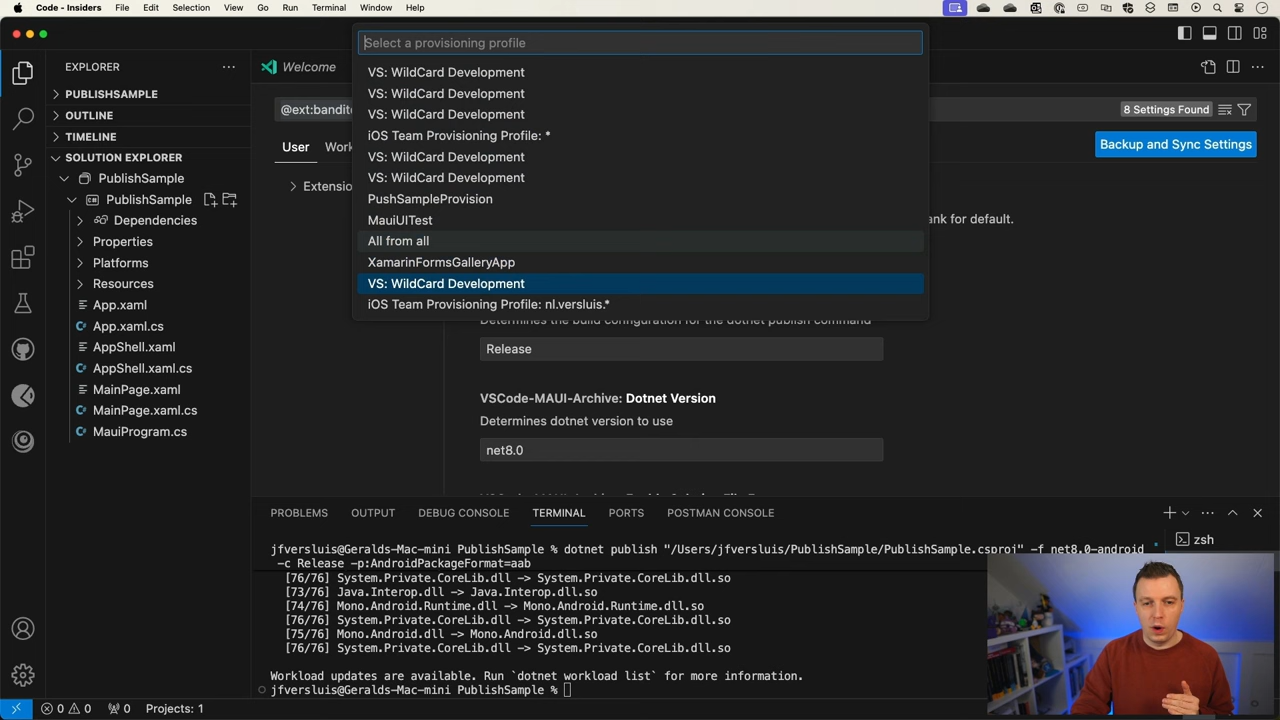 Code - Insiders File Edit Selection View Go Run Terminal Window Help
Select a provisioning profile
VS: WildCard Development
VS: WildCard Development
VS: WildCard Development
iOS Team Provisioning Profile: *
VS: WildCard Development
VS: WildCard Development
PushSampleProvision
MauiUITest
All from all
XamarinFormsGalleryApp
VS: WildCard Development
iOS Team Provisioning Profile: nl.versluis.*
EXPLORER
PUBLISHSAMPLE
OUTLINE
TIMELINE
SOLUTION EXPLORER
PublishSample
PublishSample
Dependencies
Properties
Platforms
Resources
App.xaml
App.xaml.cs
AppShell.xaml
AppShell.xaml.cs
MainPage.xaml
MainPage.xaml.cs
MauiProgram.cs
Welcome
@ext:bandit
8 Settings Found
User Work
Backup and Sync Settings
Extensio
ank for default.
Determines the build configuration for the dotnet publish command
Release
VSCode-MAUI-Archive: Dotnet Version
Determines dotnet version to use
net8.0
PROBLEMS OUTPUT DEBUG CONSOLE TERMINAL PORTS POSTMAN CONSOLE
zsh
jfversluis@Geralds-Mac-mini PublishSample % dotnet publish "/Users/jfversluis/PublishSample/PublishSample.csproj" -f net8.0-android
-c Release -p:AndroidPackageFormat=aab
[76/76] System.Private.CoreLib.dll -> System.Private.CoreLib.dll.so
[73/76] Java.Interop.dll -> Java.Interop.dll.so
[74/76] Mono.Android.Runtime.dll -> Mono.Android.Runtime.dll.so
[76/76] System.Private.CoreLib.dll -> System.Private.CoreLib.dll.so
[75/76] Mono.Android.dll -> Mono.Android.dll.so
[76/76] System.Private.CoreLib.dll -> System.Private.CoreLib.dll.so
Workload updates are available. Run `dotnet workload list` for more information.
jfversluis@Geralds-Mac-mini PublishSample %
0 0 0 Projects: 1